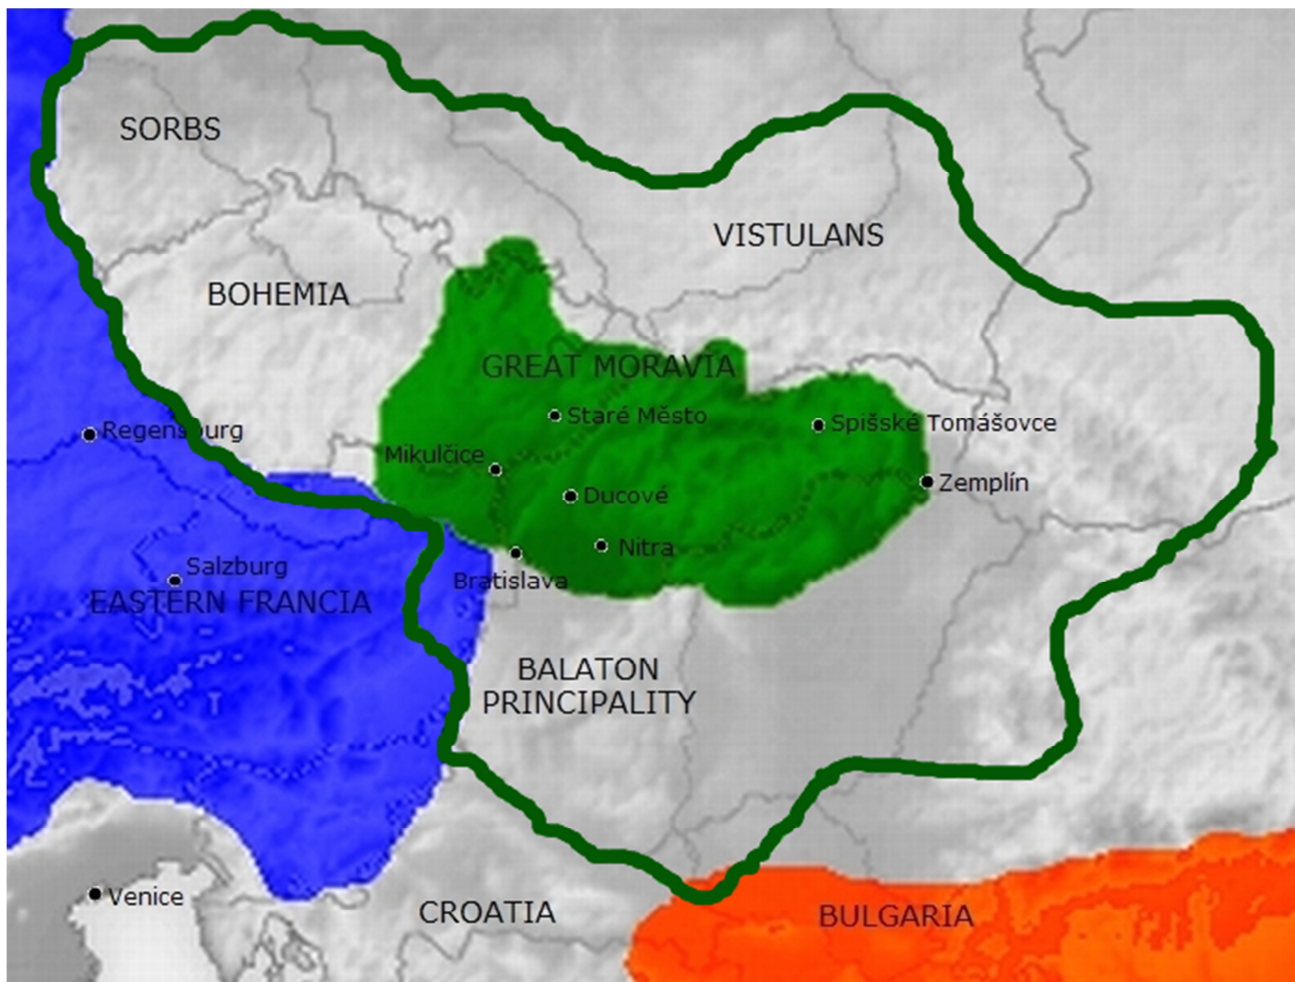 SORBS
VISTULANS
BOHEMIA
GREAT MORAVIA
Staré Město
Spišské Tomášovce
Regensburg
Mikulčice
Zemplín
Ducové
Nitra
Salzburg
Bratislava
EASTERN FRANCIA
BALATON
PRINCIPALITY
Venice
CROATIA
BULGARIA